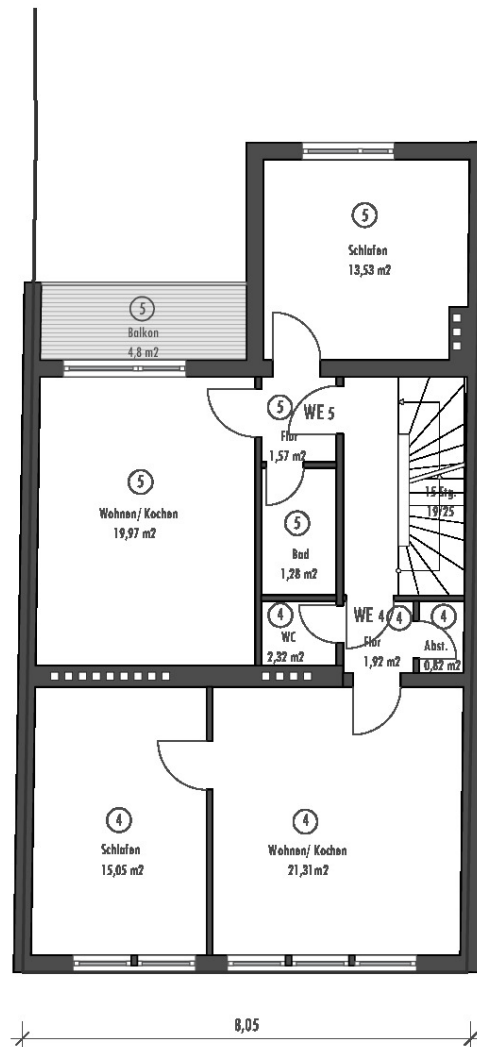 5
Schlafen
13,53 m2
5
Balkon
4,8 m2
5
WE 5
Flur
1,57 m2
5
Wohnen/ Kochen
19,97 m2
15 Stg.
19/25
5
Bad
1,28 m2
4
WC
2,32 m2
WE 4
4
Flur
1,92 m2
4
Abst.
0,82 m2
4
Schlafen
15,05 m2
4
Wohnen/ Kochen
21,31m2
8,05